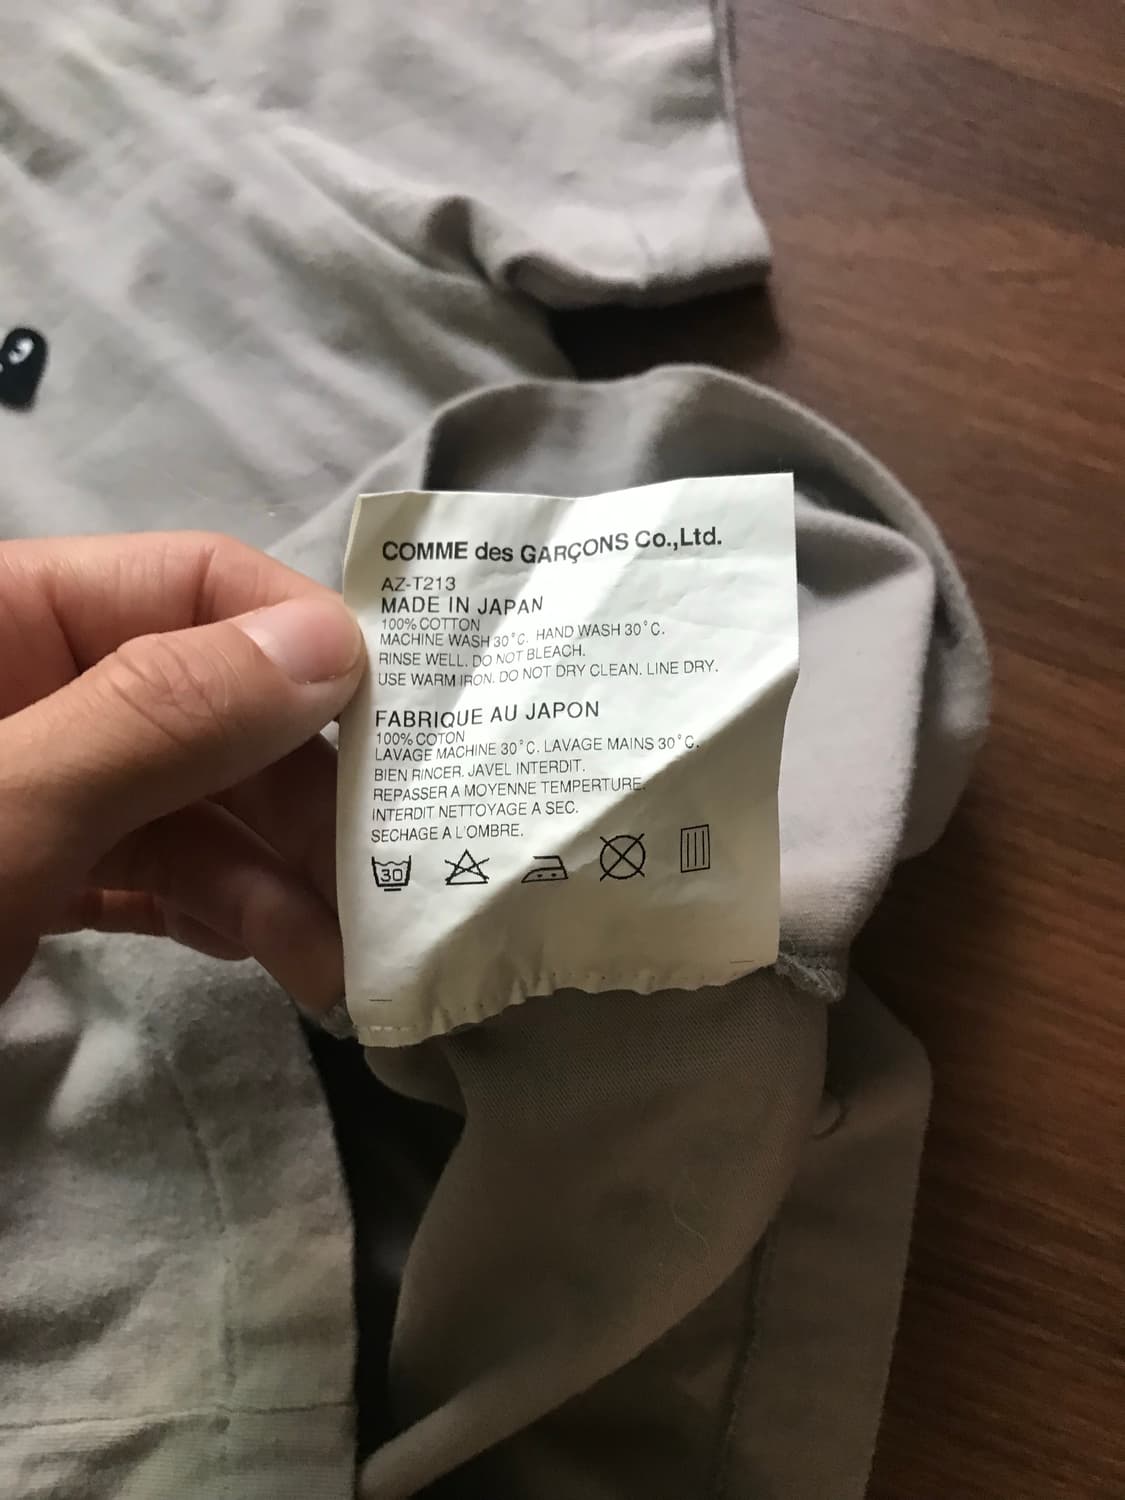 COMME des GARÇONS Co.,Ltd.
AZ-T213
MADE IN JAPAN
100% COTTON
MACHINE WASH 30°C. HAND WASH 30°C.
RINSE WELL. DO NOT BLEACH.
USE WARM IRON. DO NOT DRY CLEAN. LINE DRY.
FABRIQUE AU JAPON
100% COTON
LAVAGE MACHINE 30°C. LAVAGE MAINS 30°C.
BIEN RINCER. JAVEL INTERDIT.
REPASSER A MOYENNE TEMPERTURE.
INTERDIT NETTOYAGE A SEC.
SECHAGE A L'OMBRE.
30